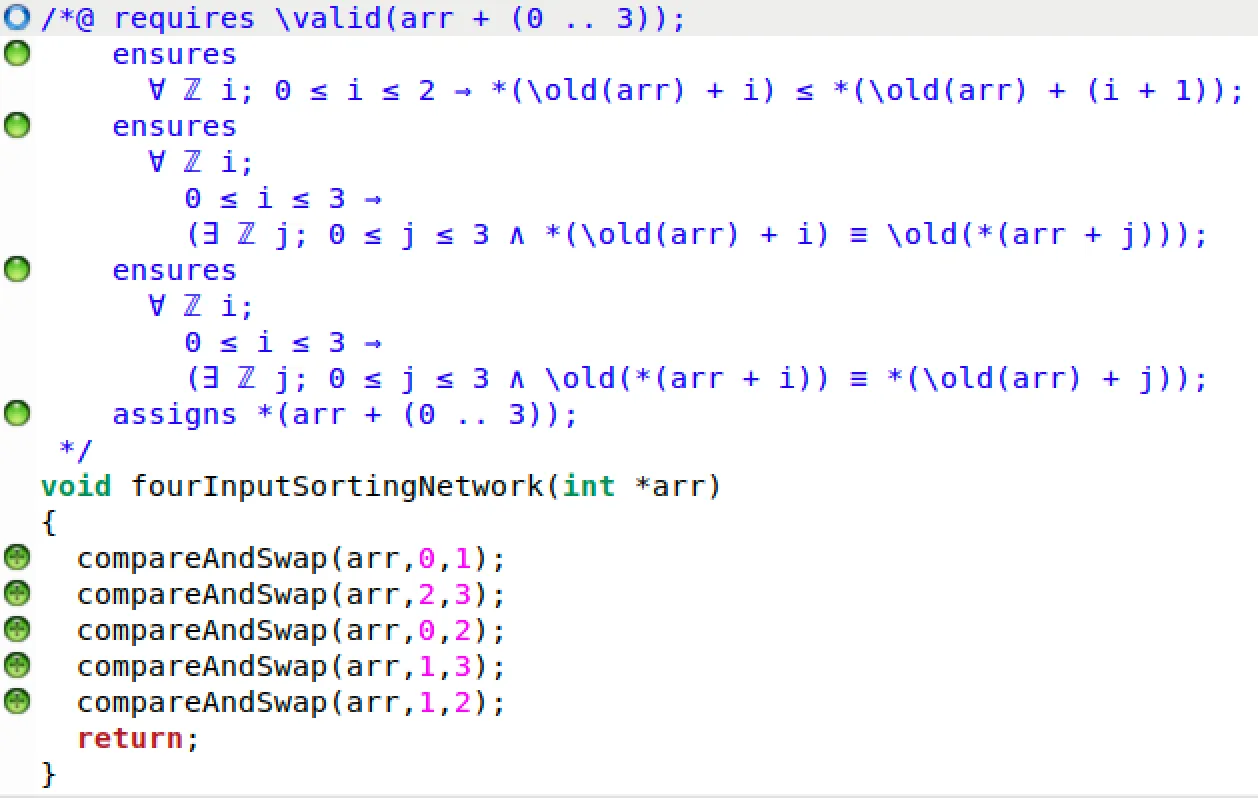 /*@ requires \valid(arr + (0 .. 3));
ensures
∀ ℤ i; 0 ≤ i ≤ 2 → *(\old(arr) + i) ≤ *(\old(arr) + (i + 1));
ensures
∀ ℤ i;
0 ≤ i ≤ 3 →
(∃ ℤ j; 0 ≤ j ≤ 3 ∧ *(\old(arr) + i) ≡ \old(*(arr + j)));
ensures
∀ ℤ i;
0 ≤ i ≤ 3 →
(∃ ℤ j; 0 ≤ j ≤ 3 ∧ \old(*(arr + i)) ≡ *(\old(arr) + j));
assigns *(arr + (0 .. 3));
*/
void fourInputSortingNetwork(int *arr)
{
compareAndSwap(arr,0,1);
compareAndSwap(arr,2,3);
compareAndSwap(arr,0,2);
compareAndSwap(arr,1,3);
compareAndSwap(arr,1,2);
return;
}